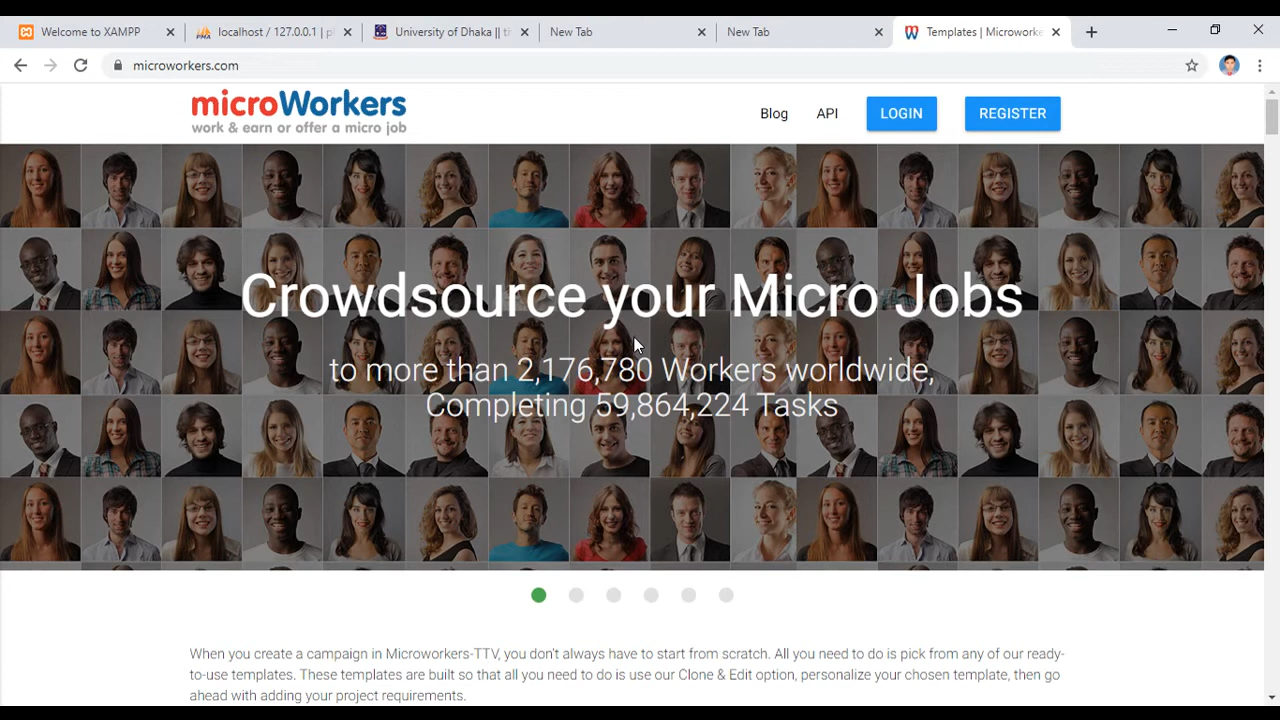 Welcome to XAMPP
localhost / 127.0.0.1 | p
University of Dhaka || th
New Tab
New Tab
Templates | Microworke
microworkers.com
microWorkers
work & earn or offer a micro job
Blog
API
LOGIN
REGISTER
Crowdsource your Micro Jobs
to more than 2,176,780 Workers worldwide,
Completing 59,864,224 Tasks
When you create a campaign in Microworkers-TTV, you don't always have to start from scratch. All you need to do is pick from any of our ready-
to-use templates. These templates are built so that all you need to do is use our Clone & Edit option, personalize your chosen template, then go
ahead with adding your project requirements.